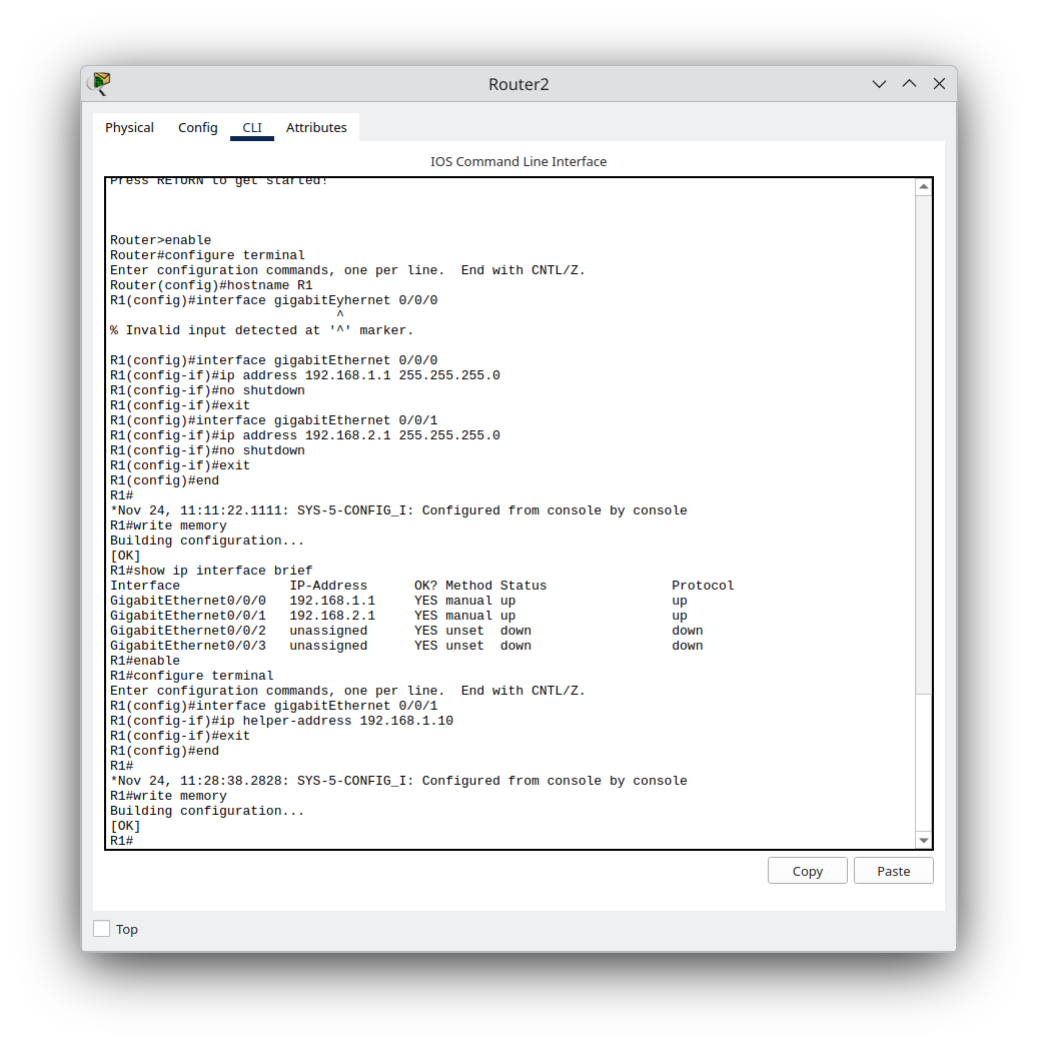 Router2
Physical Config CLI Attributes
IOS Command Line Interface
Press RETURN to get started!
Router>enable
Router#configure terminal
Enter configuration commands, one per line.  End with CNTL/Z.
Router(config)#hostname R1
R1(config)#interface gigabitEyhernet 0/0/0
^
% Invalid input detected at '^' marker.
R1(config)#interface gigabitEthernet 0/0/0
R1(config-if)#ip address 192.168.1.1 255.255.255.0
R1(config-if)#no shutdown
R1(config-if)#exit
R1(config)#interface gigabitEthernet 0/0/1
R1(config-if)#ip address 192.168.2.1 255.255.255.0
R1(config-if)#no shutdown
R1(config-if)#exit
R1(config)#end
R1#
*Nov 24, 11:11:22.1111: SYS-5-CONFIG_I: Configured from console by console
R1#write memory
Building configuration...
[OK]
R1#show ip interface brief
Interface              IP-Address      OK? Method Status                Protocol
GigabitEthernet0/0/0   192.168.1.1     YES manual up                    up
GigabitEthernet0/0/1   192.168.2.1     YES manual up                    up
GigabitEthernet0/0/2   unassigned      YES unset  down                  down
GigabitEthernet0/0/3   unassigned      YES unset  down                  down
R1#enable
R1#configure terminal
Enter configuration commands, one per line.  End with CNTL/Z.
R1(config)#interface gigabitEthernet 0/0/1
R1(config-if)#ip helper-address 192.168.1.10
R1(config-if)#exit
R1(config)#end
R1#
*Nov 24, 11:28:38.2828: SYS-5-CONFIG_I: Configured from console by console
R1#write memory
Building configuration...
[OK]
R1#
Copy Paste
Top